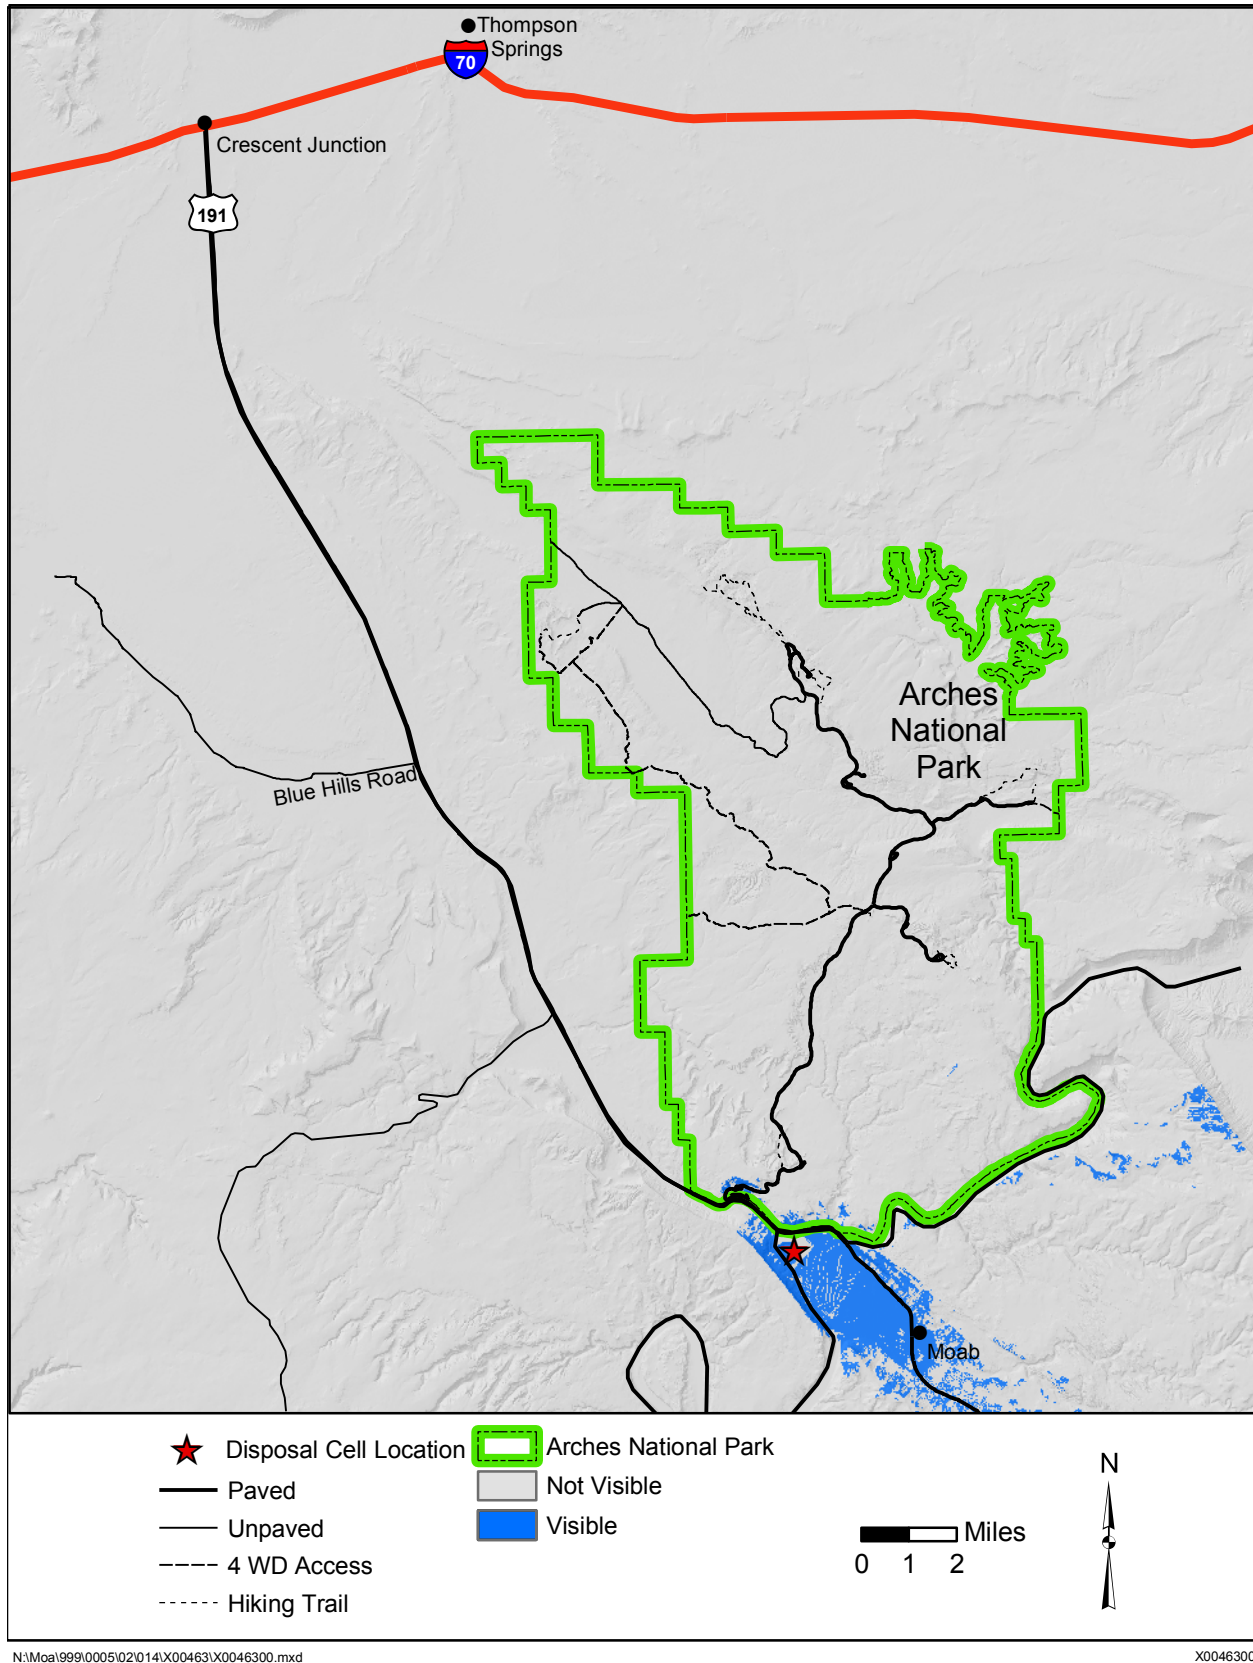 Thompson
Springs
70
Crescent Junction
191
Arches
National
Park
Blue Hills Road
Moab
Disposal Cell Location
Paved
Unpaved
4 WD Access
Hiking Trail
Arches National Park
Not Visible
Visible
Miles
0 1 2
N
N:\Moa\999\0005\02\014\X00463\X0046300.mxd
X0046300